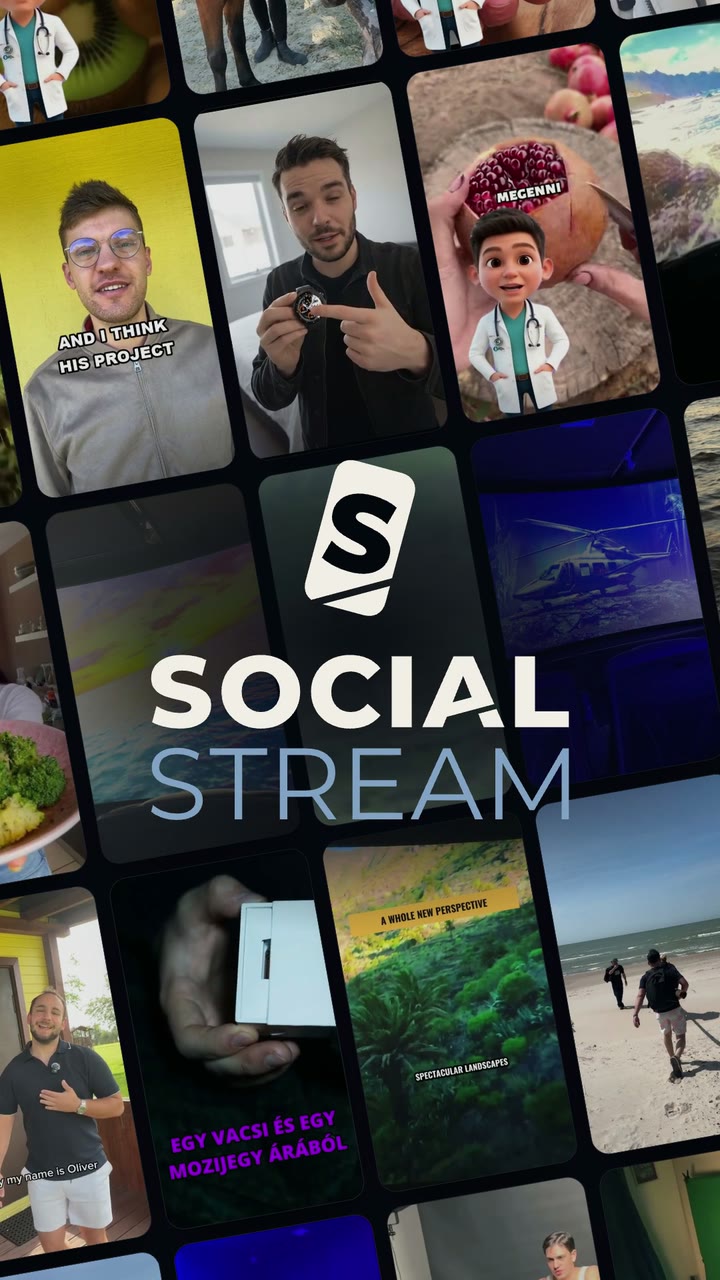 AND I THINK
HIS PROJECT
MEGENNI
S
SOCIAL
STREAM
A WHOLE NEW PERSPECTIVE
SPECTACULAR LANDSCAPES
EGY VACSI ÉS EGY
MOZIJEGY ÁRÁBÓL
my name is Oliver